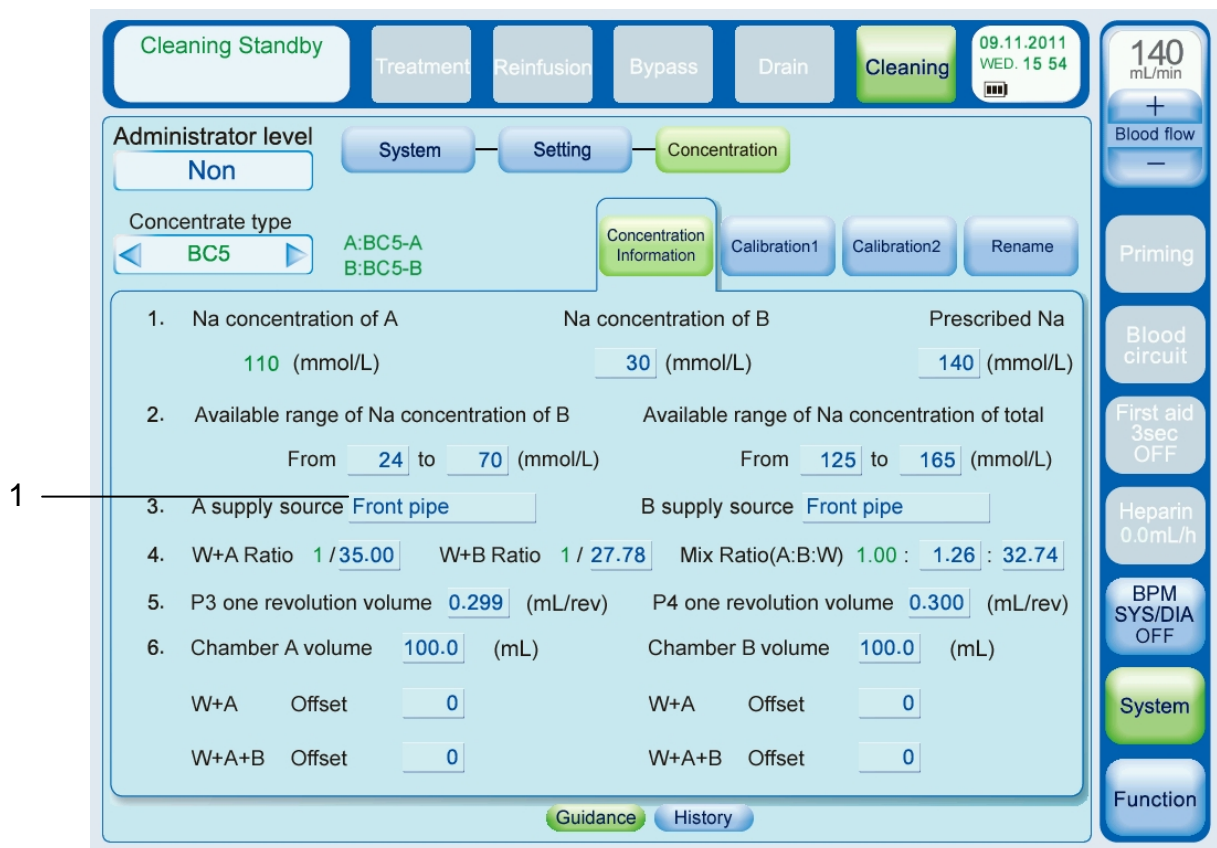 Cleaning Standby
Treatment
Reinfusion
Bypass
Drain
Cleaning
09.11.2011
WED. 15 54
140
mL/min
+
Blood flow
−
Administrator level
Non
System
Setting
Concentration
Concentrate type
BC5
A:BC5-A
B:BC5-B
Concentration
Information
Calibration1
Calibration2
Rename
Priming
1. Na concentration of A Na concentration of B Prescribed Na
110 (mmol/L) 30 (mmol/L) 140 (mmol/L)
Blood
circuit
2. Available range of Na concentration of B Available range of Na concentration of total
From 24 to 70 (mmol/L) From 125 to 165 (mmol/L)
First aid
3sec
OFF
1
3. A supply source Front pipe B supply source Front pipe
4. W+A Ratio 1 / 35.00 W+B Ratio 1 / 27.78 Mix Ratio(A:B:W) 1.00 : 1.26 : 32.74
Heparin
0.0mL/h
5. P3 one revolution volume 0.299 (mL/rev) P4 one revolution volume 0.300 (mL/rev)
6. Chamber A volume 100.0 (mL) Chamber B volume 100.0 (mL)
BPM
SYS/DIA
OFF
W+A Offset 0 W+A Offset 0
W+A+B Offset 0 W+A+B Offset 0
System
Function
Guidance
History